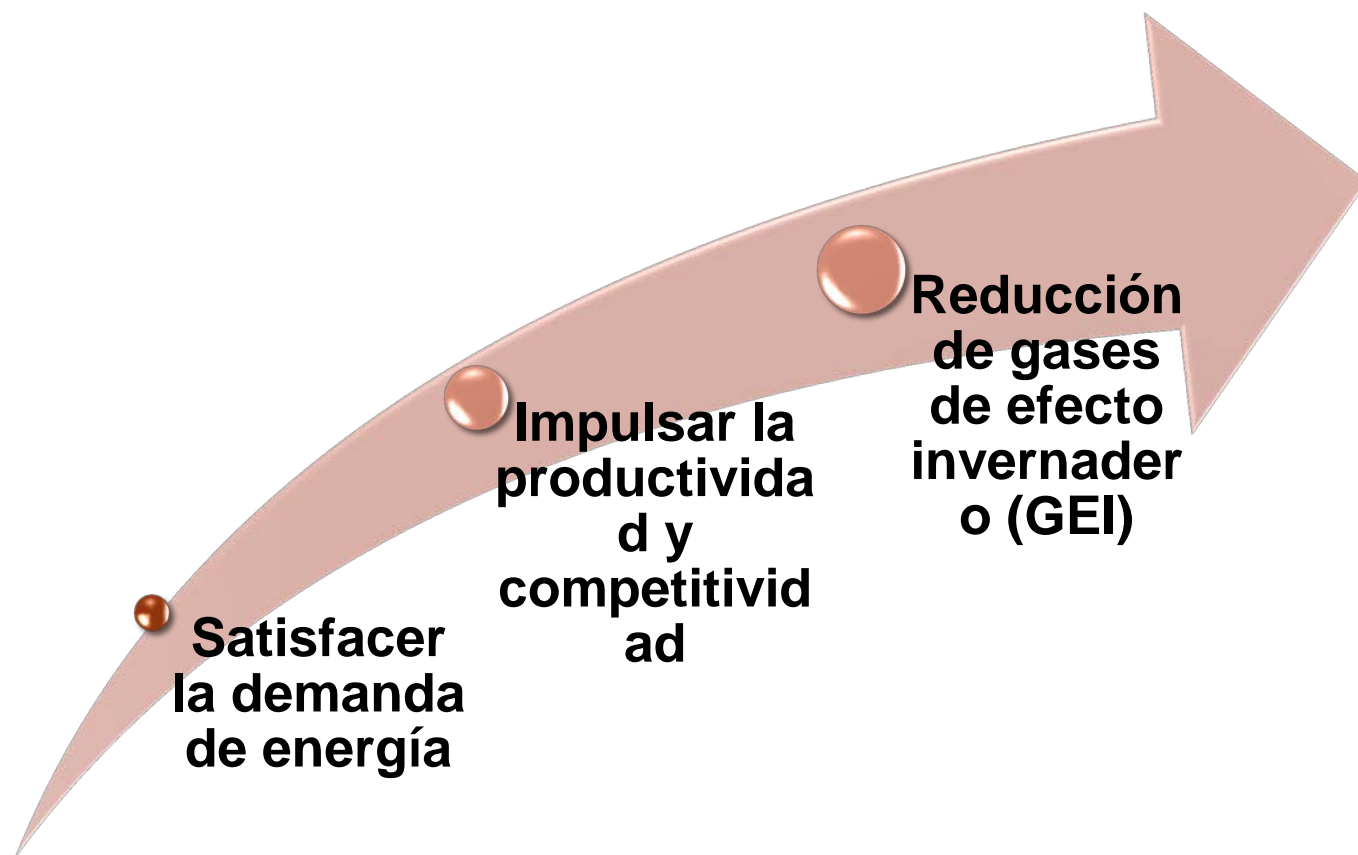 Satisfacer
la demanda
de energía
Impulsar la
productivida
d y
competitivid
ad
Reducción
de gases
de efecto
invernader
o (GEI)